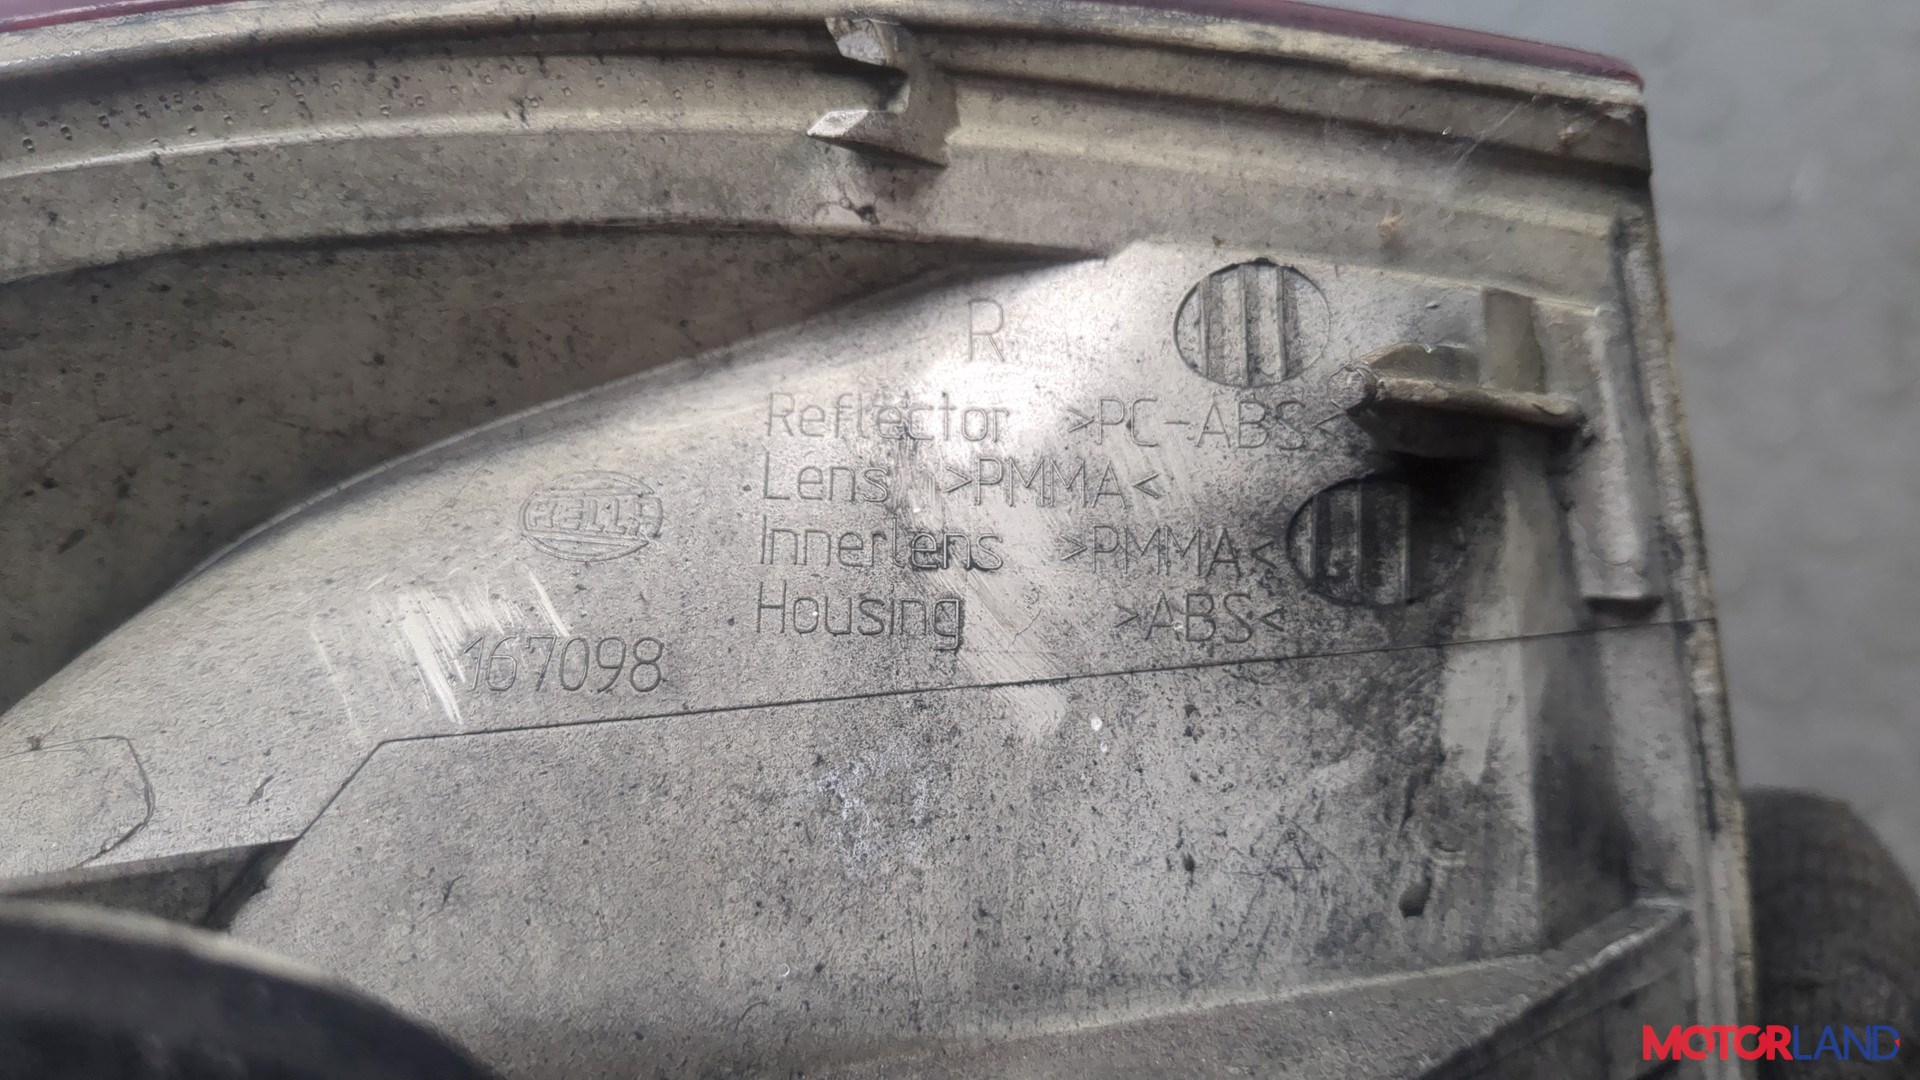 R
Reflector >PC-ABS<
Lens >PMMA<
Innerlens >PMMA<
Housing >ABS<
HELLA
167098
MOTORLAND